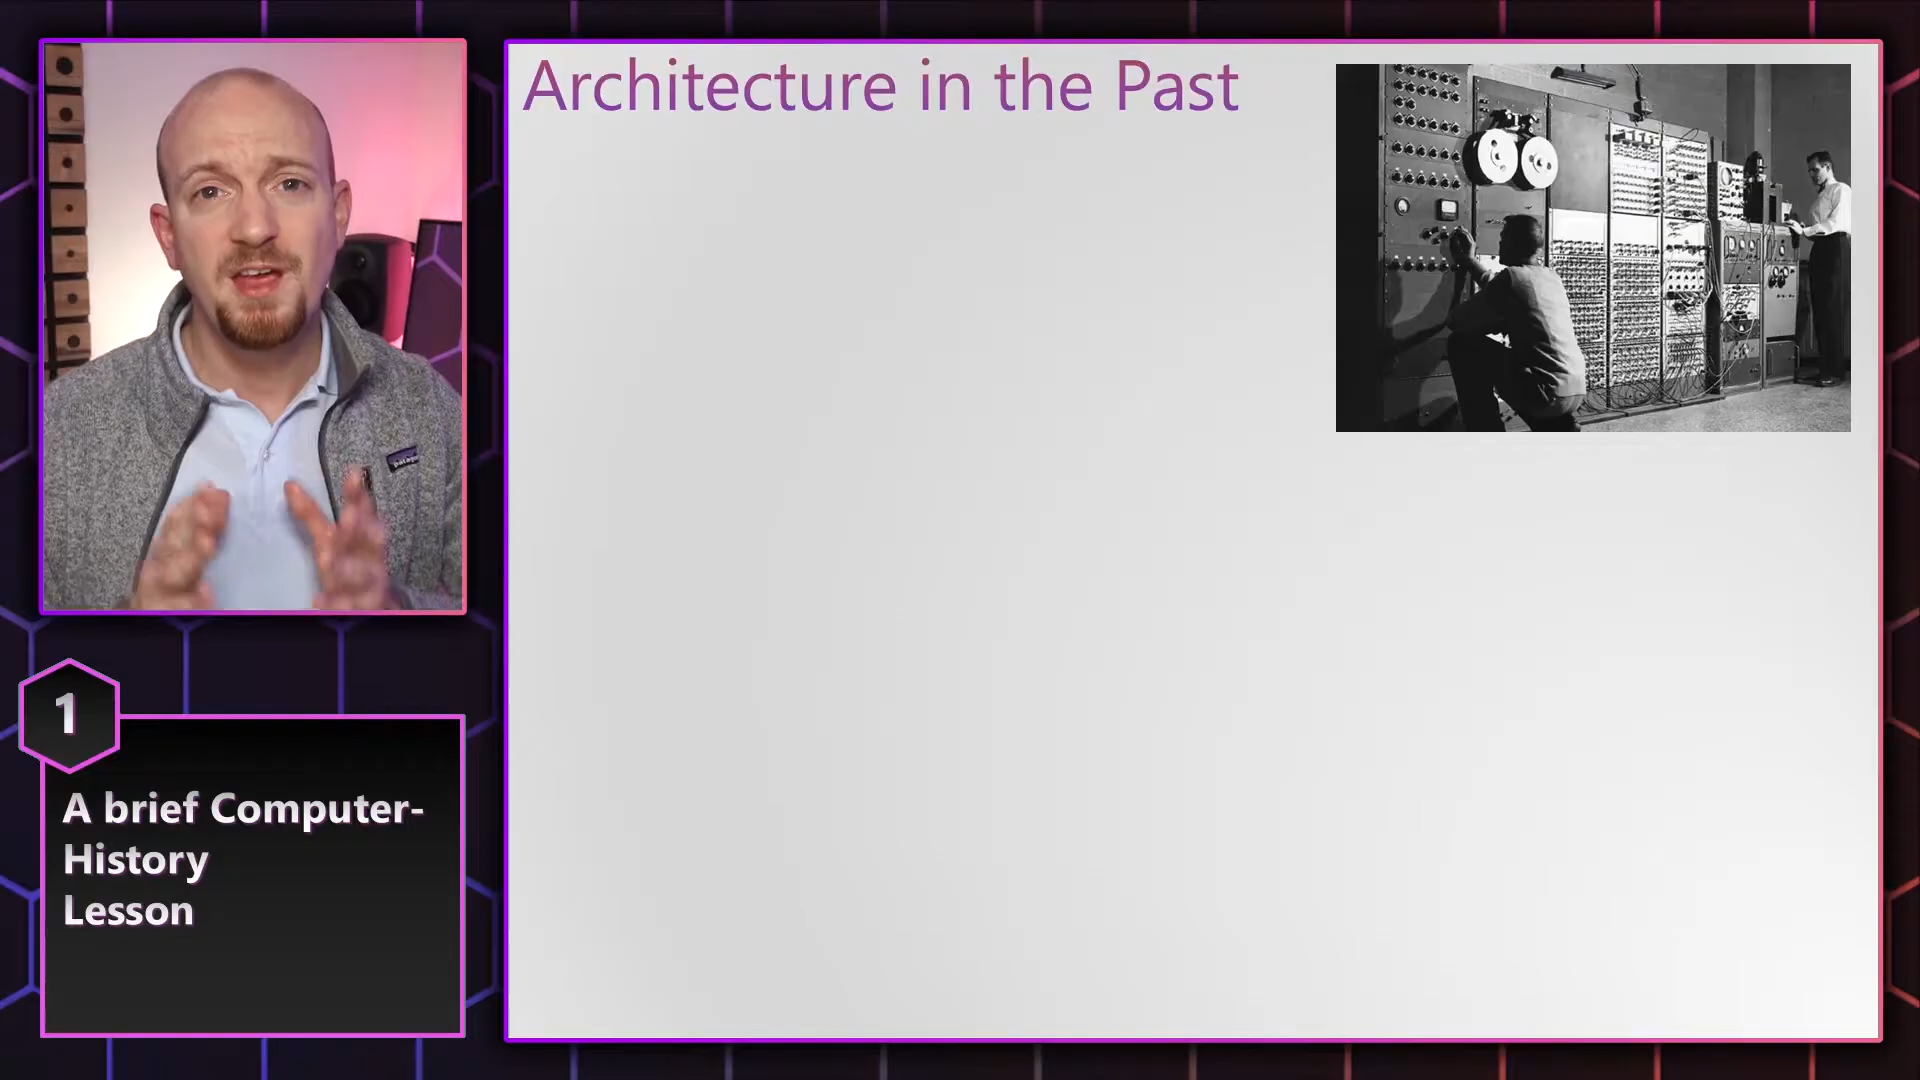 Architecture in the Past
1
A brief Computer-
History
Lesson